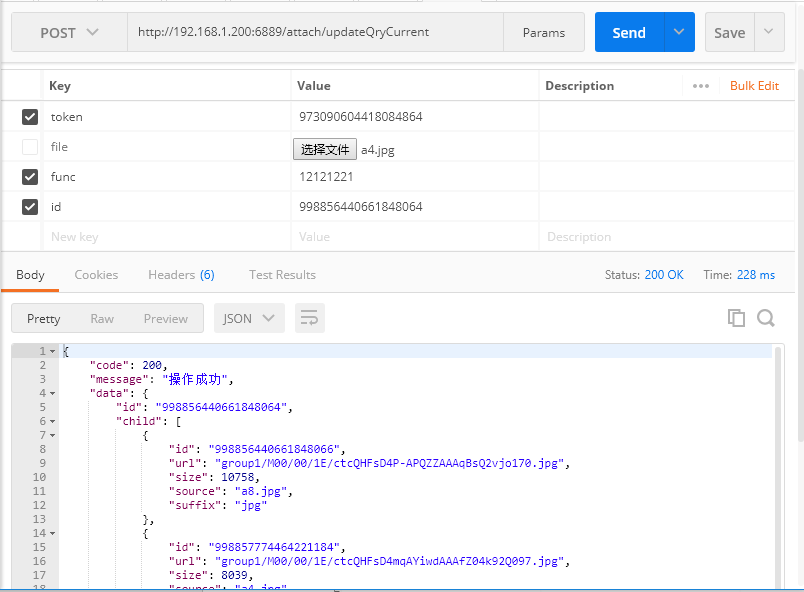 POST http://192.168.1.200:6889/attach/updateQryCurrent Params Send Save
Key Value Description ••• Bulk Edit
token 973090604418084864
file 选择文件 a4.jpg
func 12121221
id 998856440661848064
New key Value Description
Body Cookies Headers (6) Test Results Status: 200 OK Time: 228 ms
Pretty Raw Preview JSON
1 {
2 "code": 200,
3 "message": "操作成功",
4 "data": {
5 "id": "998856440661848064",
6 "child": [
7 {
8 "id": "998856440661848066",
9 "url": "group1/M00/00/1E/ctcQHFsD4P-APQZZAAAqBsQ2vjo170.jpg",
10 "size": 10758,
11 "source": "a8.jpg",
12 "suffix": "jpg"
13 },
14 {
15 "id": "998857774464221184",
16 "url": "group1/M00/00/1E/ctcQHFsD4mqAYiwdAAAfZ04k92Q097.jpg",
17 "size": 8039,
18 "source": "a4.jpg"